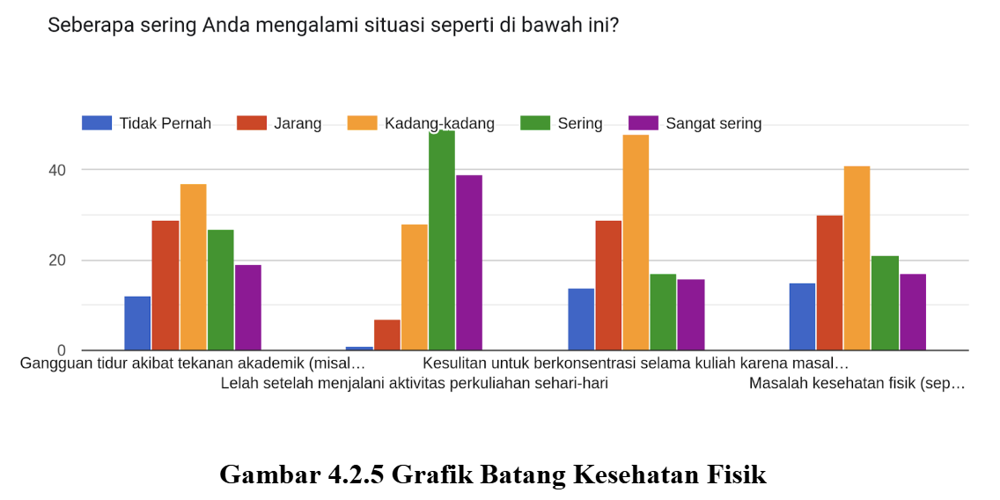 Seberapa sering Anda mengalami situasi seperti di bawah ini?
Tidak Pernah Jarang Kadang-kadang Sering Sangat sering
40
20
0
Gangguan tidur akibat tekanan akademik (misal…
Kesulitan untuk berkonsentrasi selama kuliah karena masal…
Lelah setelah menjalani aktivitas perkuliahan sehari-hari
Masalah kesehatan fisik (sep…
Gambar 4.2.5 Grafik Batang Kesehatan Fisik